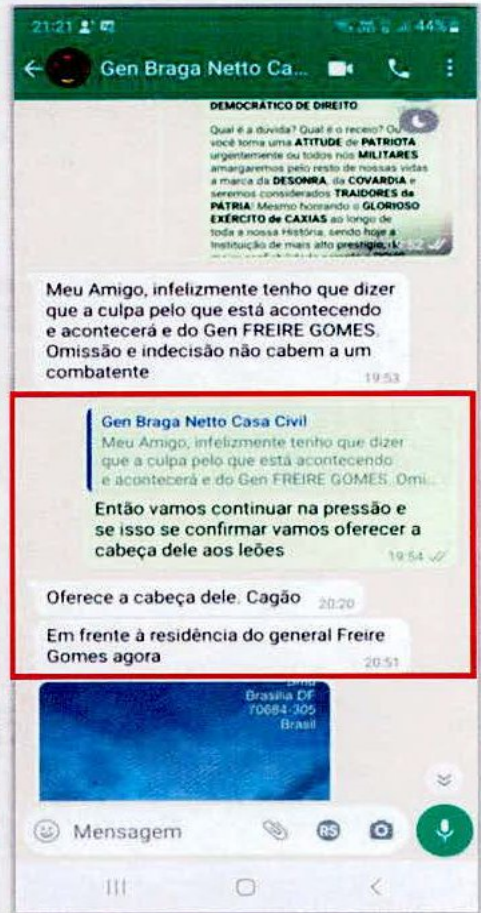 21:21 44%
Gen Braga Netto Ca...
DEMOCRÁTICO DE DIREITO
Qual é a dúvida? Qual é o receio? Ou
você toma uma ATITUDE de PATRIOTA
urgentemente ou todos nós MILITARES
amargaremos pelo resto de nossas vidas
a marca da DESONRA, da COVARDIA e
seremos considerados TRAIDORES da
PÁTRIA! Mesmo honrando o GLORIOSO
EXÉRCITO de CAXIAS ao longo de
toda a nossa História, sendo hoje a
Instituição de mais alto prestígio,
Meu Amigo, infelizmente tenho que dizer
que a culpa pelo que está acontecendo
e acontecerá e do Gen FREIRE GOMES.
Omissão e indecisão não cabem a um
combatente
19:53
Gen Braga Netto Casa Civil
Meu Amigo, infelizmente tenho que dizer
que a culpa pelo que está acontecendo
e acontecerá e do Gen FREIRE GOMES. Omi...
Então vamos continuar na pressão e
se isso se confirmar vamos oferecer a
cabeça dele aos leões
19:54
Oferece a cabeça dele. Cagão 20:20
Em frente à residência do general Freire
Gomes agora
20:51
Brasília DF
70684-305
Brasil
Mensagem